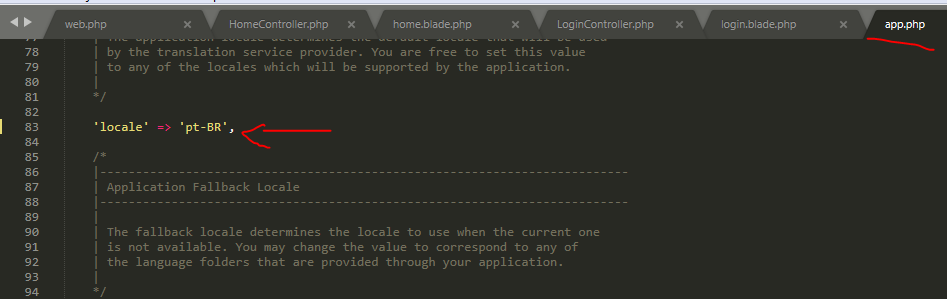 web.php × HomeController.php × home.blade.php × LoginController.php × login.blade.php × app.php
77 | The application locale determines the default locale that will be used
78 | by the translation service provider. You are free to set this value
79 | to any of the locales which will be supported by the application.
80 |
81 */
82
83 'locale' => 'pt-BR',
84
85 /*
86 |--------------------------------------------------------------------------
87 | Application Fallback Locale
88 |--------------------------------------------------------------------------
89 |
90 | The fallback locale determines the locale to use when the current one
91 | is not available. You may change the value to correspond to any of
92 | the language folders that are provided through your application.
93 |
94 */